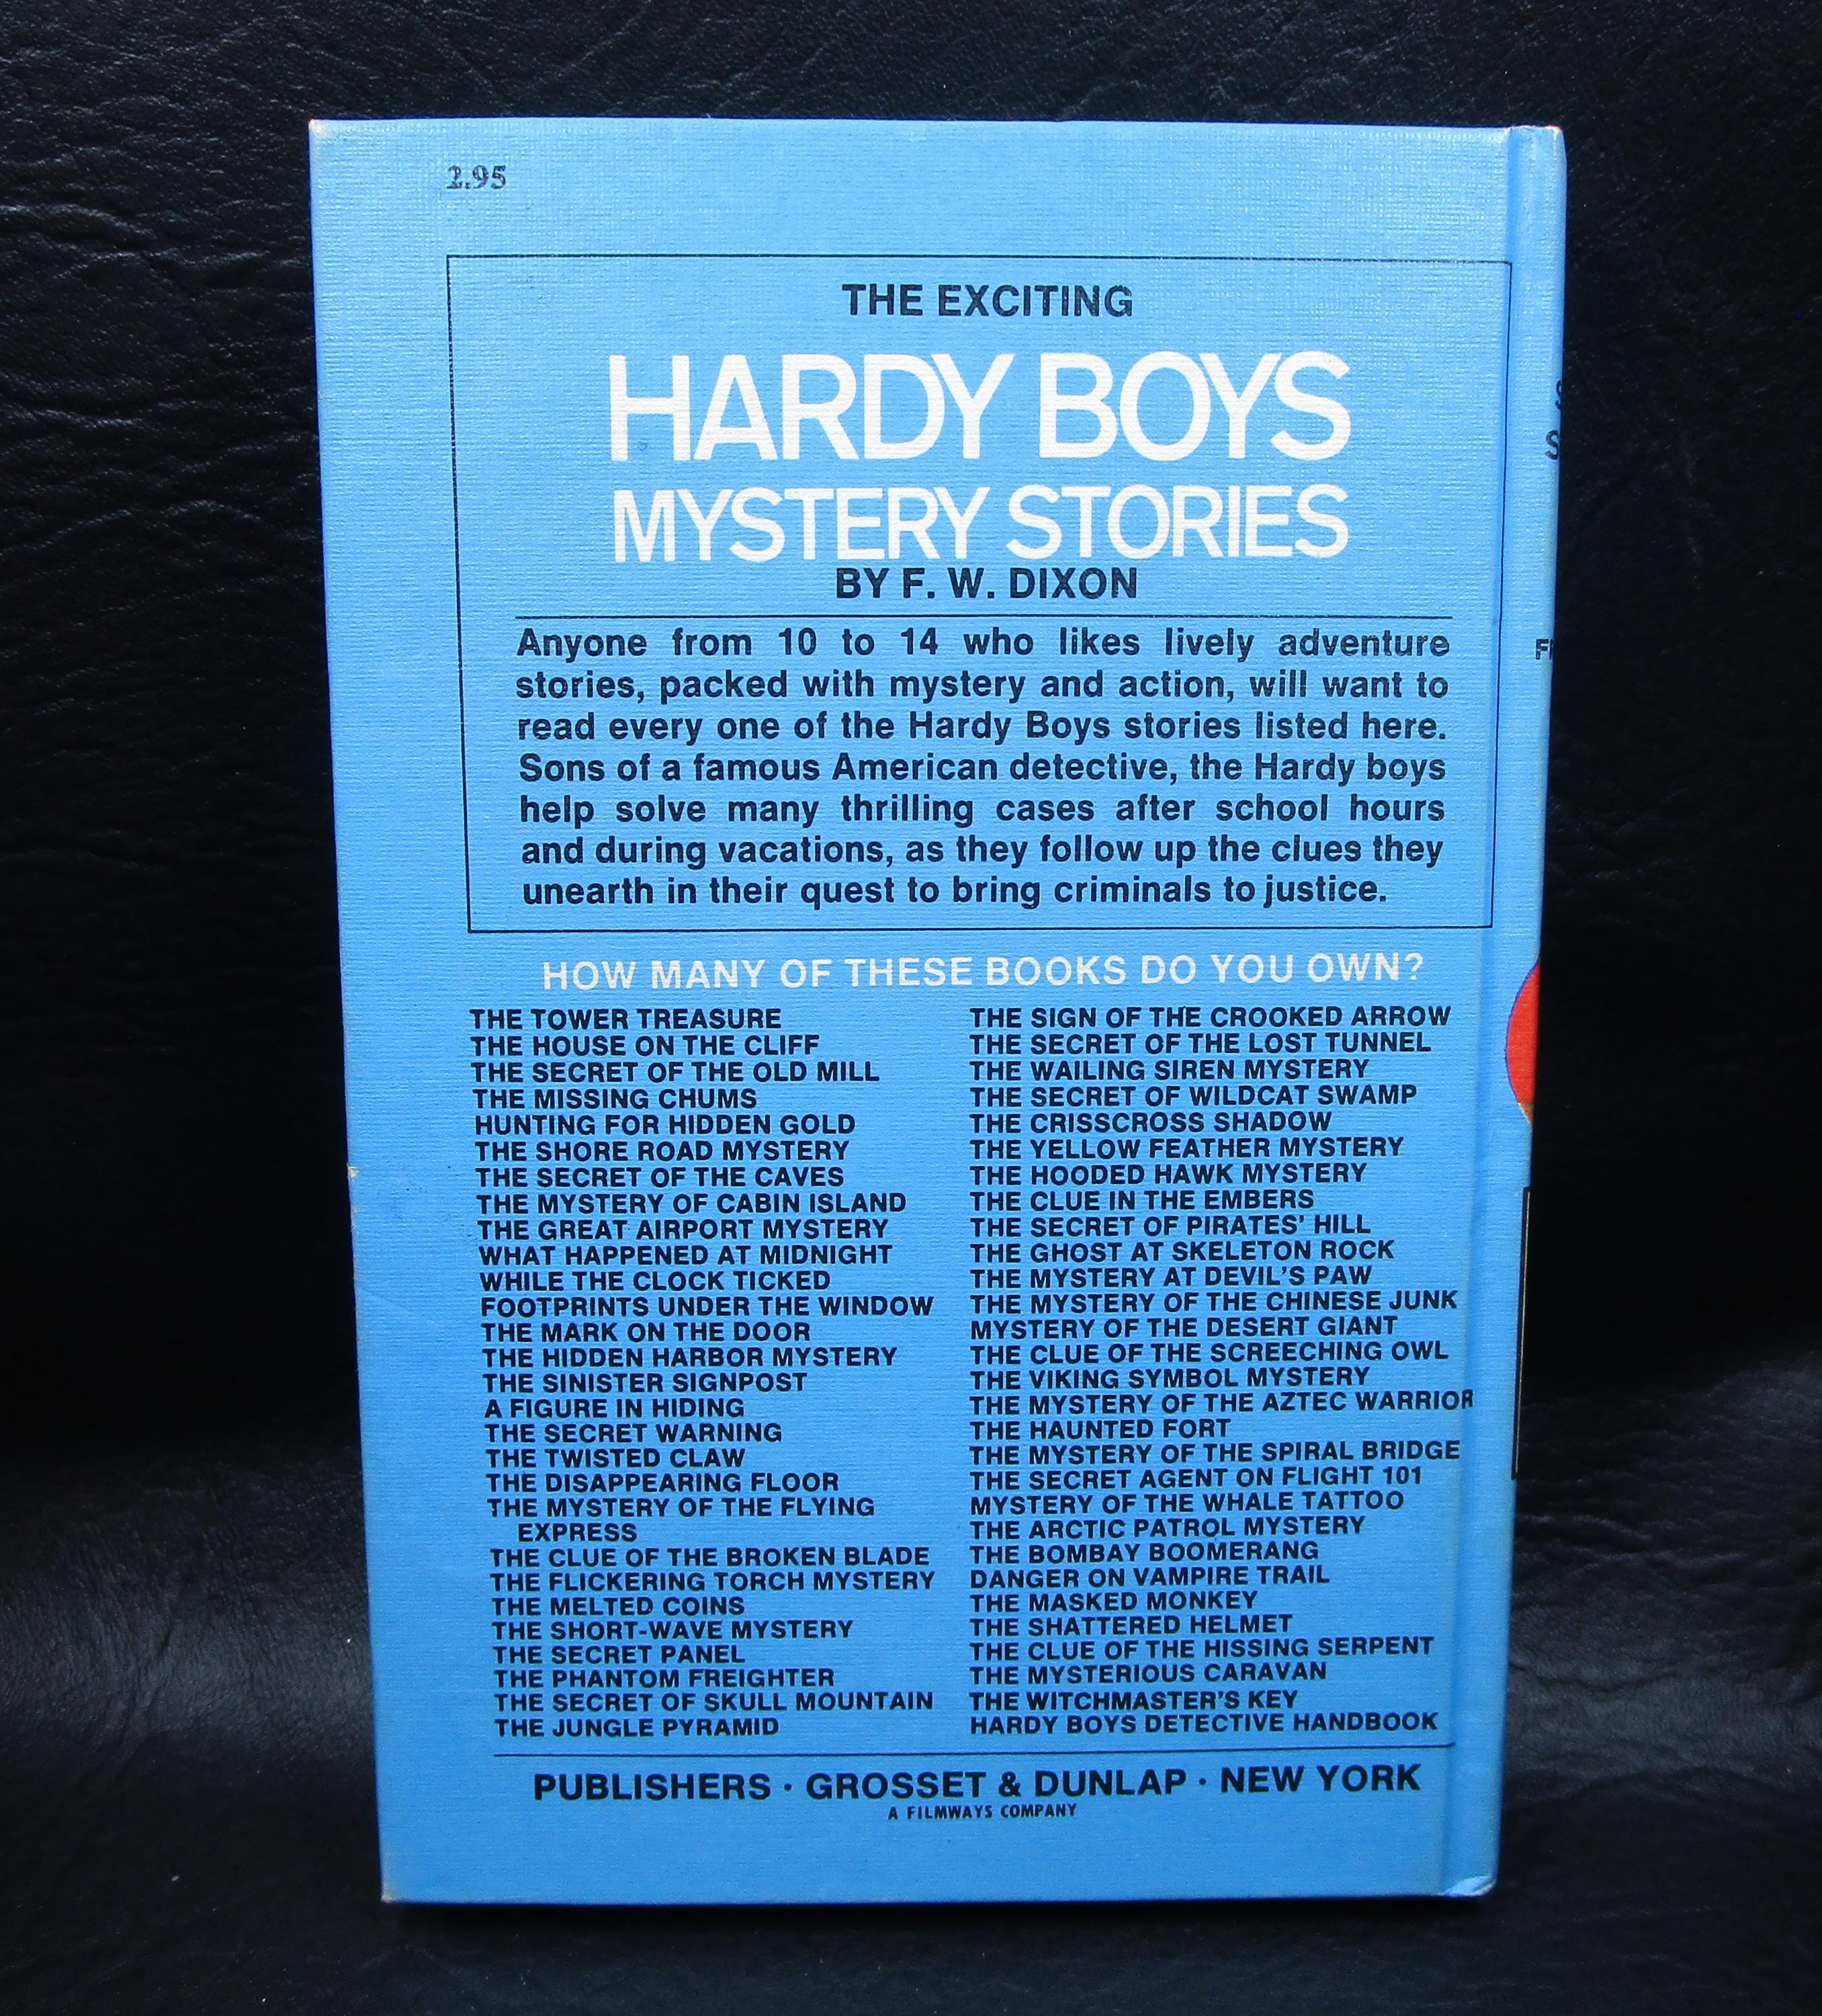 2.95
THE EXCITING
HARDY BOYS
MYSTERY STORIES
BY F. W. DIXON
Anyone from 10 to 14 who likes lively adventure
stories, packed with mystery and action, will want to
read every one of the Hardy Boys stories listed here.
Sons of a famous American detective, the Hardy boys
help solve many thrilling cases after school hours
and during vacations, as they follow up the clues they
unearth in their quest to bring criminals to justice.
HOW MANY OF THESE BOOKS DO YOU OWN?
THE TOWER TREASURE
THE HOUSE ON THE CLIFF
THE SECRET OF THE OLD MILL
THE MISSING CHUMS
HUNTING FOR HIDDEN GOLD
THE SHORE ROAD MYSTERY
THE SECRET OF THE CAVES
THE MYSTERY OF CABIN ISLAND
THE GREAT AIRPORT MYSTERY
WHAT HAPPENED AT MIDNIGHT
WHILE THE CLOCK TICKED
FOOTPRINTS UNDER THE WINDOW
THE MARK ON THE DOOR
THE HIDDEN HARBOR MYSTERY
THE SINISTER SIGNPOST
A FIGURE IN HIDING
THE SECRET WARNING
THE TWISTED CLAW
THE DISAPPEARING FLOOR
THE MYSTERY OF THE FLYING
EXPRESS
THE CLUE OF THE BROKEN BLADE
THE FLICKERING TORCH MYSTERY
THE MELTED COINS
THE SHORT-WAVE MYSTERY
THE SECRET PANEL
THE PHANTOM FREIGHTER
THE SECRET OF SKULL MOUNTAIN
THE JUNGLE PYRAMID
THE SIGN OF THE CROOKED ARROW
THE SECRET OF THE LOST TUNNEL
THE WAILING SIREN MYSTERY
THE SECRET OF WILDCAT SWAMP
THE CRISSCROSS SHADOW
THE YELLOW FEATHER MYSTERY
THE HOODED HAWK MYSTERY
THE CLUE IN THE EMBERS
THE SECRET OF PIRATES' HILL
THE GHOST AT SKELETON ROCK
THE MYSTERY AT DEVIL'S PAW
THE MYSTERY OF THE CHINESE JUNK
MYSTERY OF THE DESERT GIANT
THE CLUE OF THE SCREECHING OWL
THE VIKING SYMBOL MYSTERY
THE MYSTERY OF THE AZTEC WARRIOR
THE HAUNTED FORT
THE MYSTERY OF THE SPIRAL BRIDGE
THE SECRET AGENT ON FLIGHT 101
MYSTERY OF THE WHALE TATTOO
THE ARCTIC PATROL MYSTERY
THE BOMBAY BOOMERANG
DANGER ON VAMPIRE TRAIL
THE MASKED MONKEY
THE SHATTERED HELMET
THE CLUE OF THE HISSING SERPENT
THE MYSTERIOUS CARAVAN
THE WITCHMASTER'S KEY
HARDY BOYS DETECTIVE HANDBOOK
PUBLISHERS · GROSSET & DUNLAP · NEW YORK
A FILMWAYS COMPANY